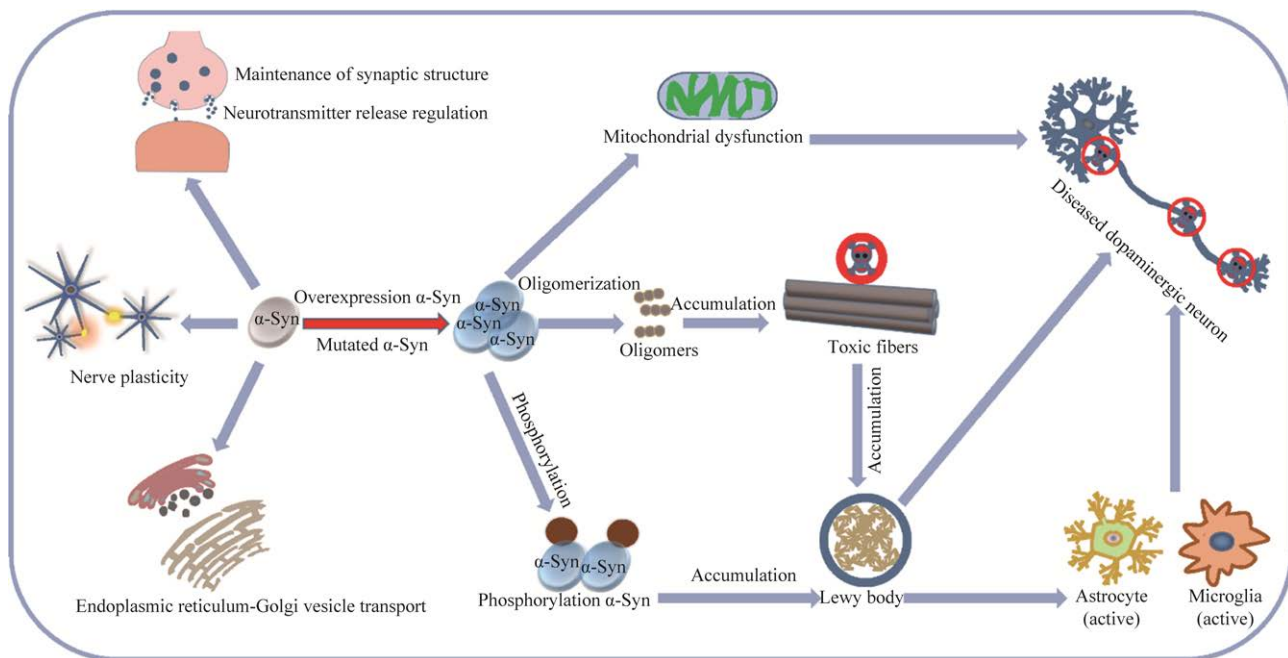 Maintenance of synaptic structure
Neurotransmitter release regulation
Mitochondrial dysfunction
Diseased dopaminergic neuron
Nerve plasticity
α-Syn
Overexpression α-Syn
Mutated α-Syn
α-Syn
α-Syn
α-Syn
Oligomerization
Oligomers
Accumulation
Toxic fibers
Accumulation
Phosphorylation
Endoplasmic reticulum-Golgi vesicle transport
α-Syn
α-Syn
Phosphorylation α-Syn
Accumulation
Lewy body
Astrocyte
(active)
Microglia
(active)